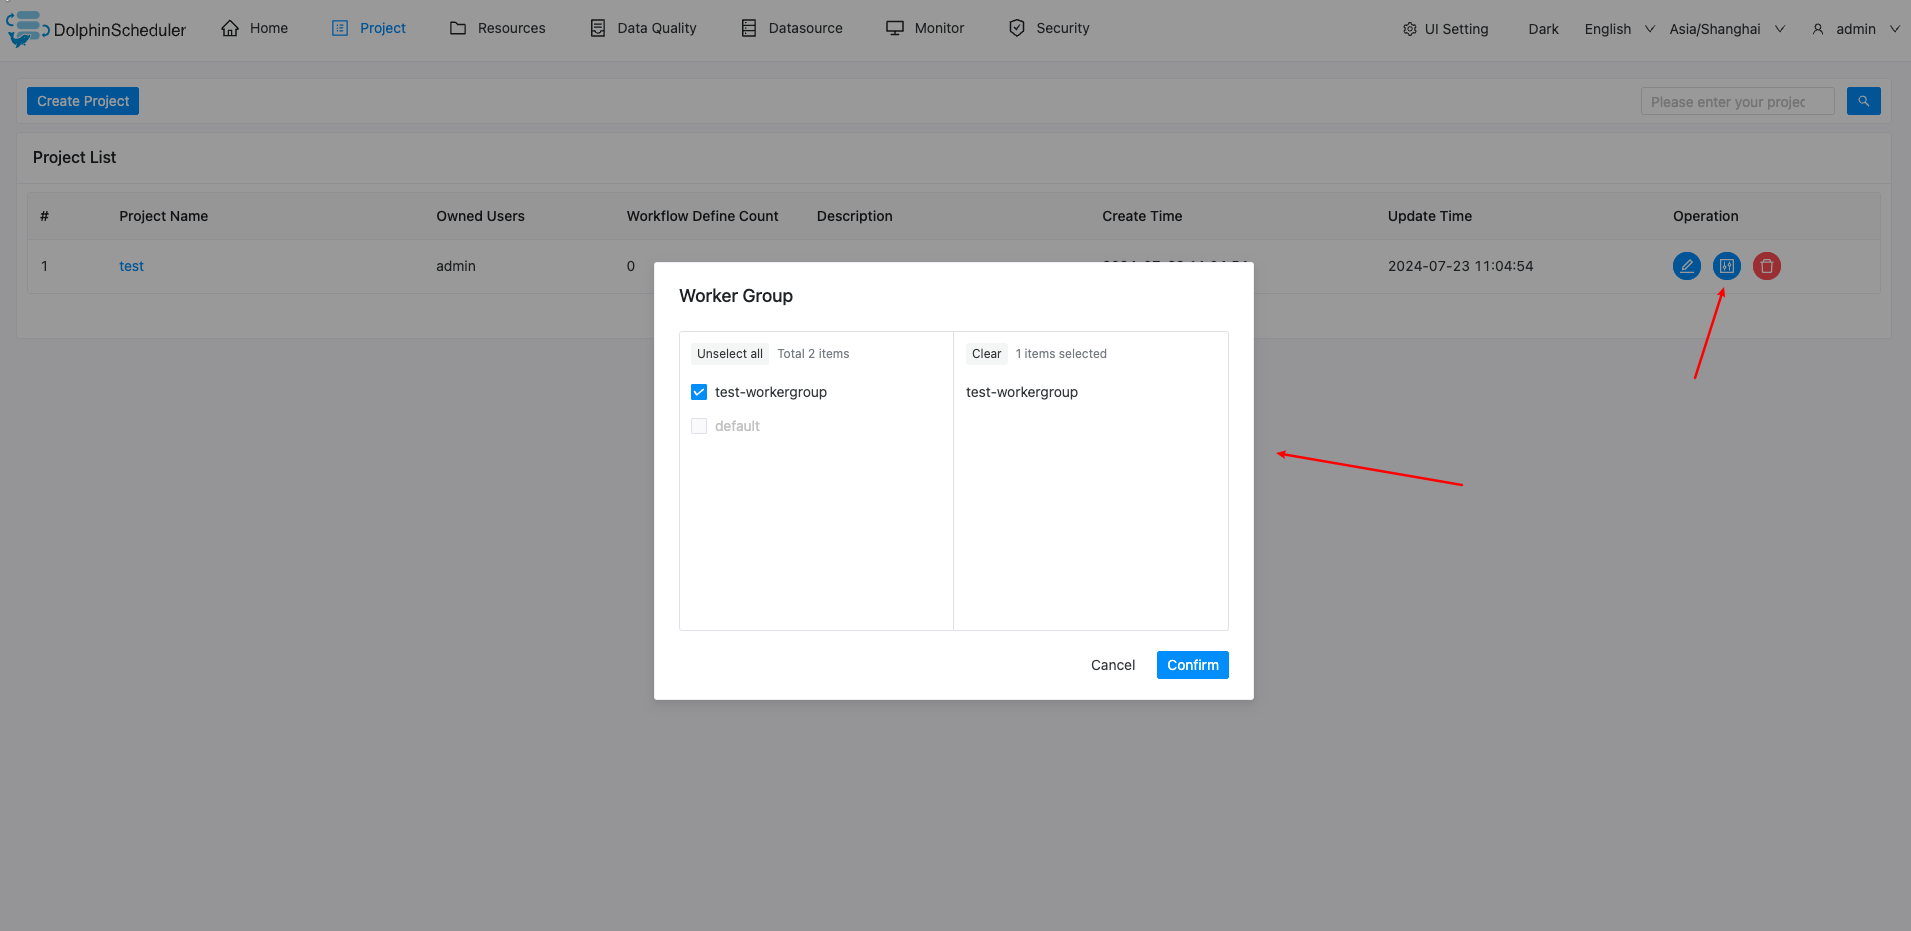 DolphinScheduler Home Project Resources Data Quality Datasource Monitor Security UI Setting Dark English Asia/Shanghai admin
Create Project Please enter your projec
Project List
# Project Name Owned Users Workflow Define Count Description Create Time Update Time Operation
1 test admin 0 2024-07-23 11:04:54
Worker Group
Unselect all Total 2 items Clear 1 items selected
test-workergroup test-workergroup
default
Cancel Confirm